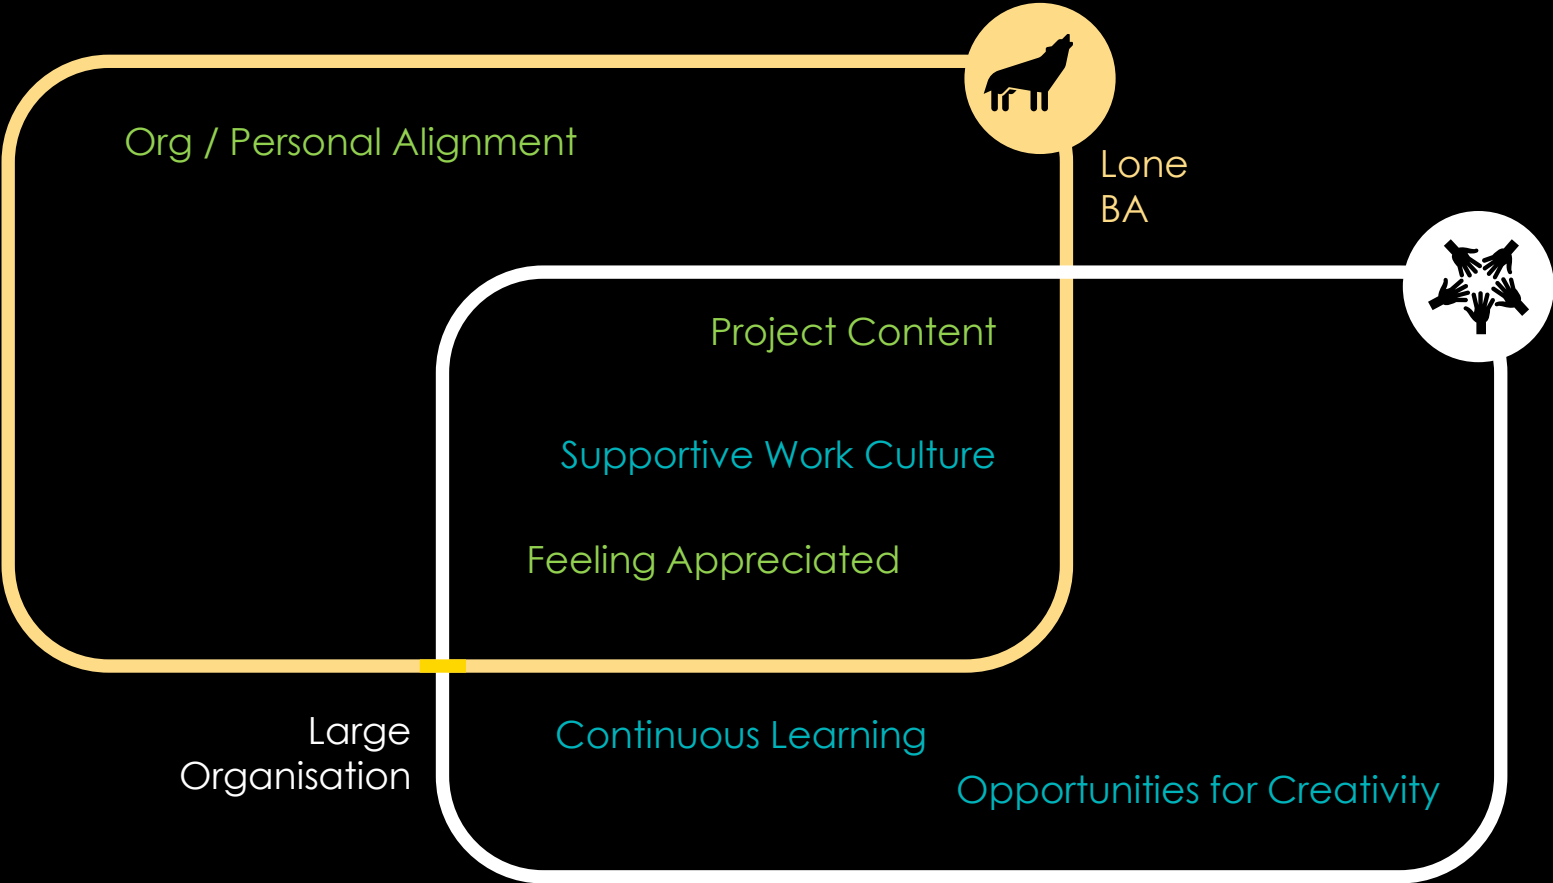 Org / Personal Alignment
Lone
BA
Project Content
Supportive Work Culture
Feeling Appreciated
Large
Organisation
Continuous Learning
Opportunities for Creativity